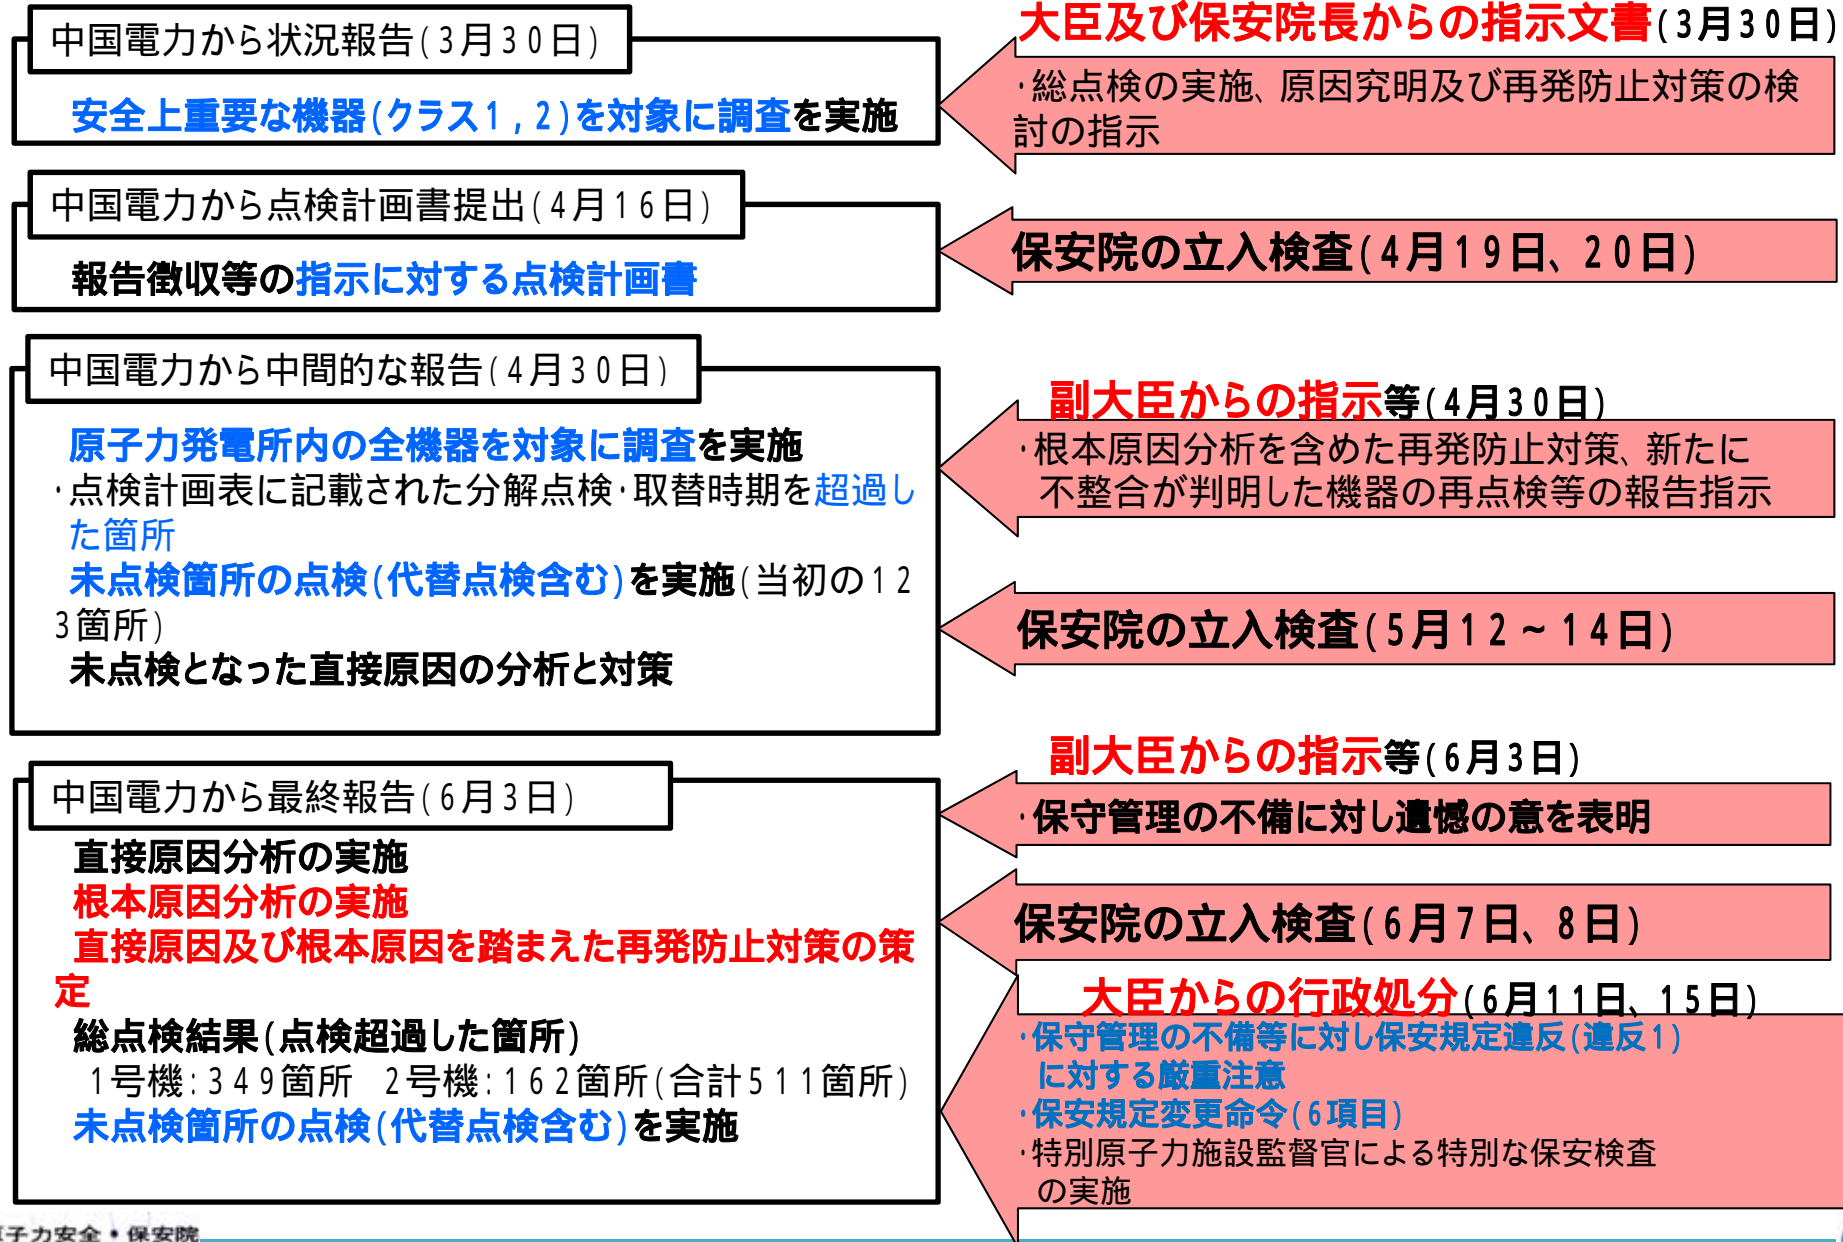 中国電力から状況報告(3月30日)
安全上重要な機器(クラス1,2)を対象に調査を実施
大臣及び保安院長からの指示文書(3月30日)
・総点検の実施、原因究明及び再発防止対策の検
討の指示
中国電力から点検計画書提出(4月16日)
報告徴収等の指示に対する点検計画書
保安院の立入検査(4月19日、20日)
中国電力から中間的な報告(4月30日)
原子力発電所内の全機器を対象に調査を実施
・点検計画表に記載された分解点検・取替時期を超過し
た箇所
未点検箇所の点検(代替点検含む)を実施(当初の12
3箇所)
未点検となった直接原因の分析と対策
副大臣からの指示等(4月30日)
・根本原因分析を含めた再発防止対策、新たに
不整合が判明した機器の再点検等の報告指示
保安院の立入検査(5月12~14日)
中国電力から最終報告(6月3日)
直接原因分析の実施
根本原因分析の実施
直接原因及び根本原因を踏まえた再発防止対策の策
定
総点検結果(点検超過した箇所)
1号機:349箇所 2号機:162箇所(合計511箇所)
未点検箇所の点検(代替点検含む)を実施
副大臣からの指示等(6月3日)
・保守管理の不備に対し遺憾の意を表明
保安院の立入検査(6月7日、8日)
大臣からの行政処分(6月11日、15日)
・保守管理の不備等に対し保安規定違反(違反1)
に対する厳重注意
・保安規定変更命令(6項目)
・特別原子力施設監督官による特別な保安検査
の実施
子力安全・保安院